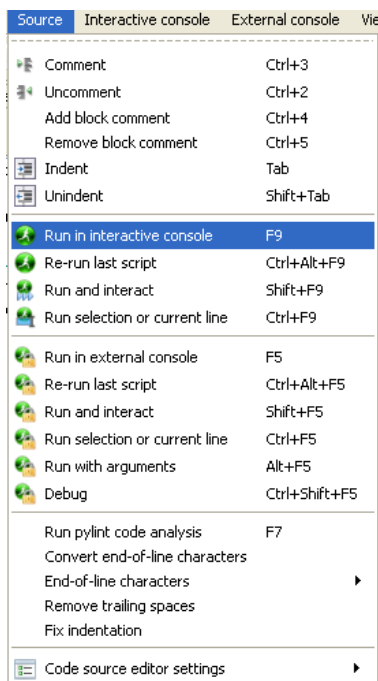 Source Interactive console External console Vie
Comment Ctrl+3
Uncomment Ctrl+2
Add block comment Ctrl+4
Remove block comment Ctrl+5
Indent Tab
Unindent Shift+Tab
Run in interactive console F9
Re-run last script Ctrl+Alt+F9
Run and interact Shift+F9
Run selection or current line Ctrl+F9
Run in external console F5
Re-run last script Ctrl+Alt+F5
Run and interact Shift+F5
Run selection or current line Ctrl+F5
Run with arguments Alt+F5
Debug Ctrl+Shift+F5
Run pylint code analysis F7
Convert end-of-line characters
End-of-line characters
Remove trailing spaces
Fix indentation
Code source editor settings